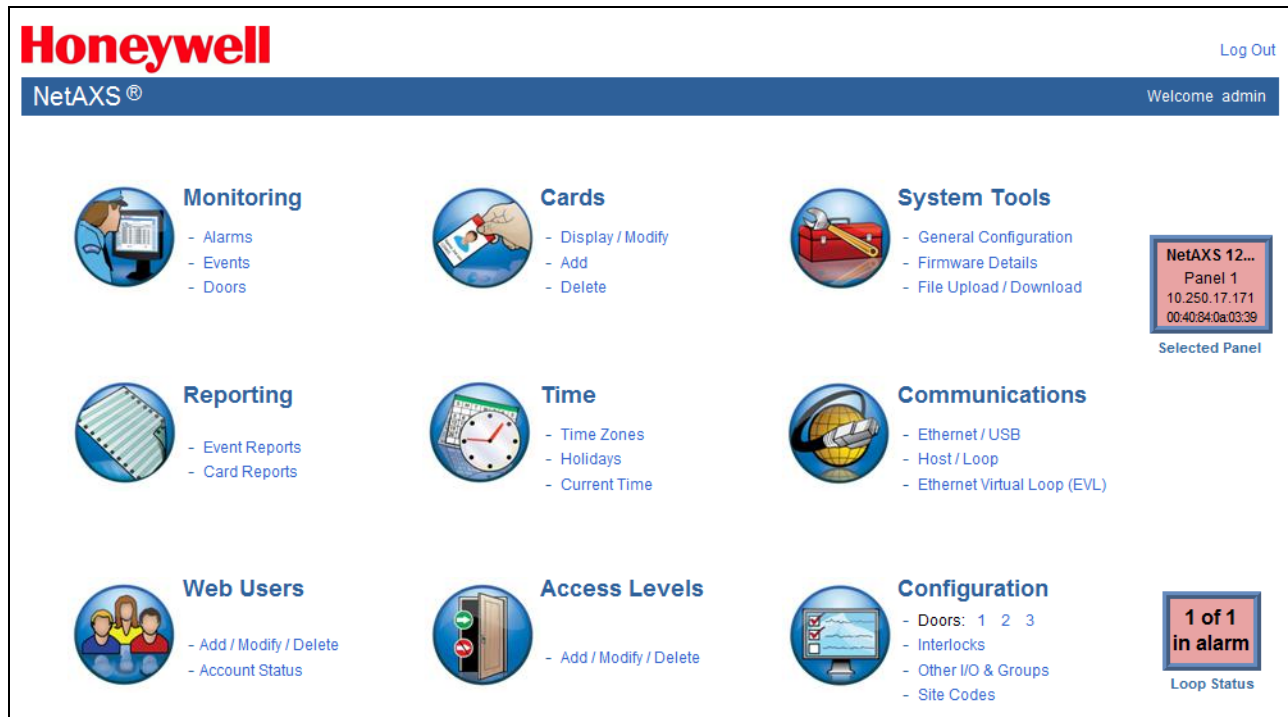 Honeywell
Log Out
NetAXS ®
Welcome admin
Monitoring
- Alarms
- Events
- Doors
Cards
- Display / Modify
- Add
- Delete
System Tools
- General Configuration
- Firmware Details
- File Upload / Download
NetAXS 12...
Panel 1
10.250.17.171
00:40:84:0a:03:39
Selected Panel
Reporting
- Event Reports
- Card Reports
Time
- Time Zones
- Holidays
- Current Time
Communications
- Ethernet / USB
- Host / Loop
- Ethernet Virtual Loop (EVL)
Web Users
- Add / Modify / Delete
- Account Status
Access Levels
- Add / Modify / Delete
Configuration
- Doors: 1 2 3
- Interlocks
- Other I/O & Groups
- Site Codes
1 of 1
in alarm
Loop Status